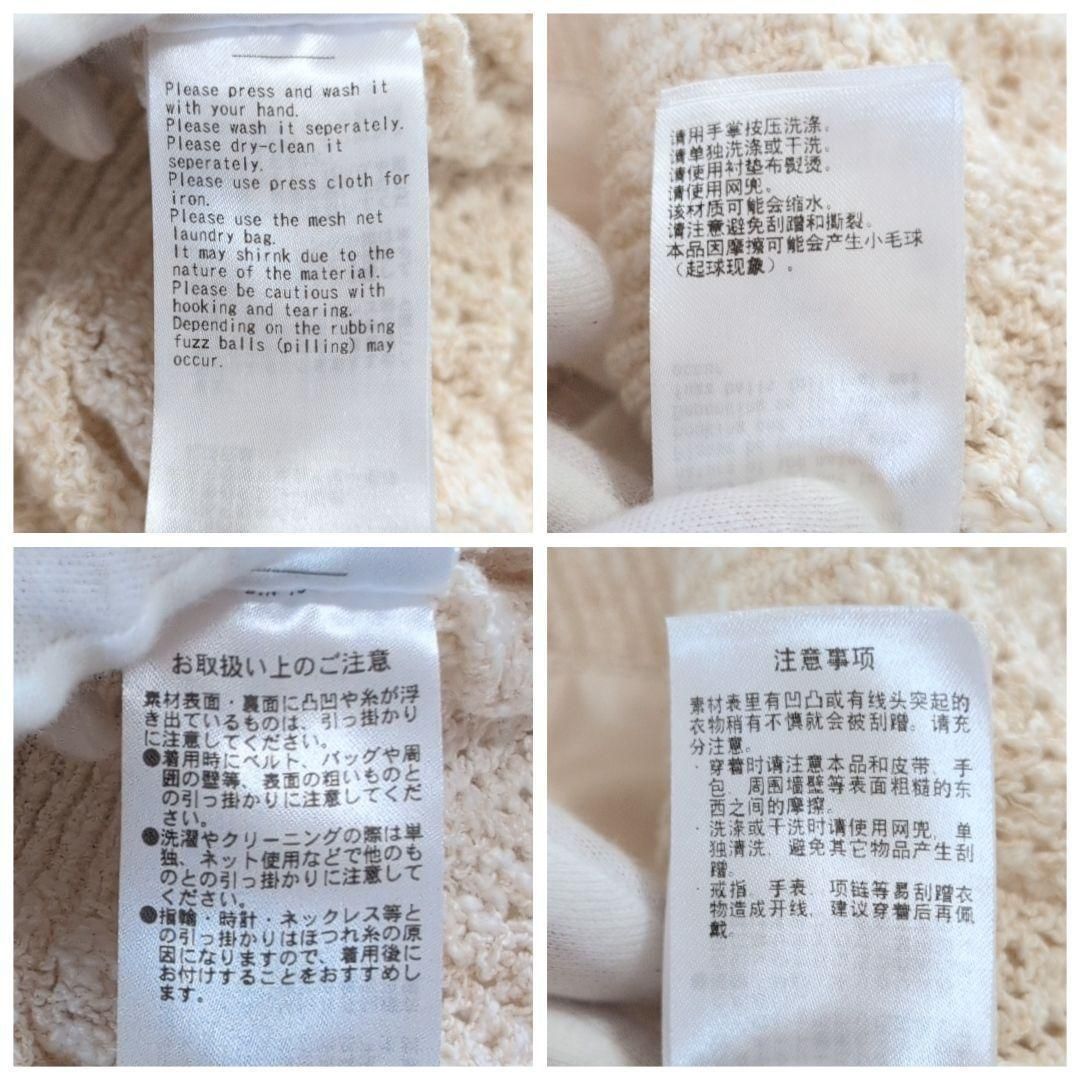 Please press and wash it
with your hand.
Please wash it seperately.
Please dry-clean it
seperately.
Please use press cloth for
iron.
Please use the mesh net
laundry bag.
It may shirnk due to the
nature of the material.
Please be cautious with
hooking and tearing.
Depending on the rubbing
fuzz balls (pilling) may
occur.
请用手掌按压洗涤。
请单独洗涤或干洗。
请使用衬垫布熨烫。
请使用网兜。
该材质可能会缩水。
请注意避免刮蹭和撕裂。
本品因摩擦可能会产生小毛球
（起球现象）。
お取扱い上のご注意
素材表面・裏面に凸凹や糸が浮
き出ているものは、引っ掛かり
に注意してください。
●着用時にベルト、バッグや周
囲の壁等、表面の粗いものと
の引っ掛かりに注意してくだ
さい。
●洗濯やクリーニングの際は単
独、ネット使用などで他のも
のとの引っ掛かりに注意して
ください。
●指輪・時計・ネックレス等と
の引っ掛かりはほつれ糸の原
因になりますので、着用後に
お付けすることをおすすめし
ます。
注意事项
素材表里有凹凸或有线头突起的
衣物稍有不慎就会被刮蹭。请充
分注意。
・穿着时请注意本品和皮带、手
包、周围墙壁等表面粗糙的东
西之间的摩擦。
・洗涤或干洗时请使用网兜，单
独清洗，避免其它物品产生刮
蹭。
・戒指、手表、项链等易刮蹭衣
物造成开线，建议穿着后再佩
戴。